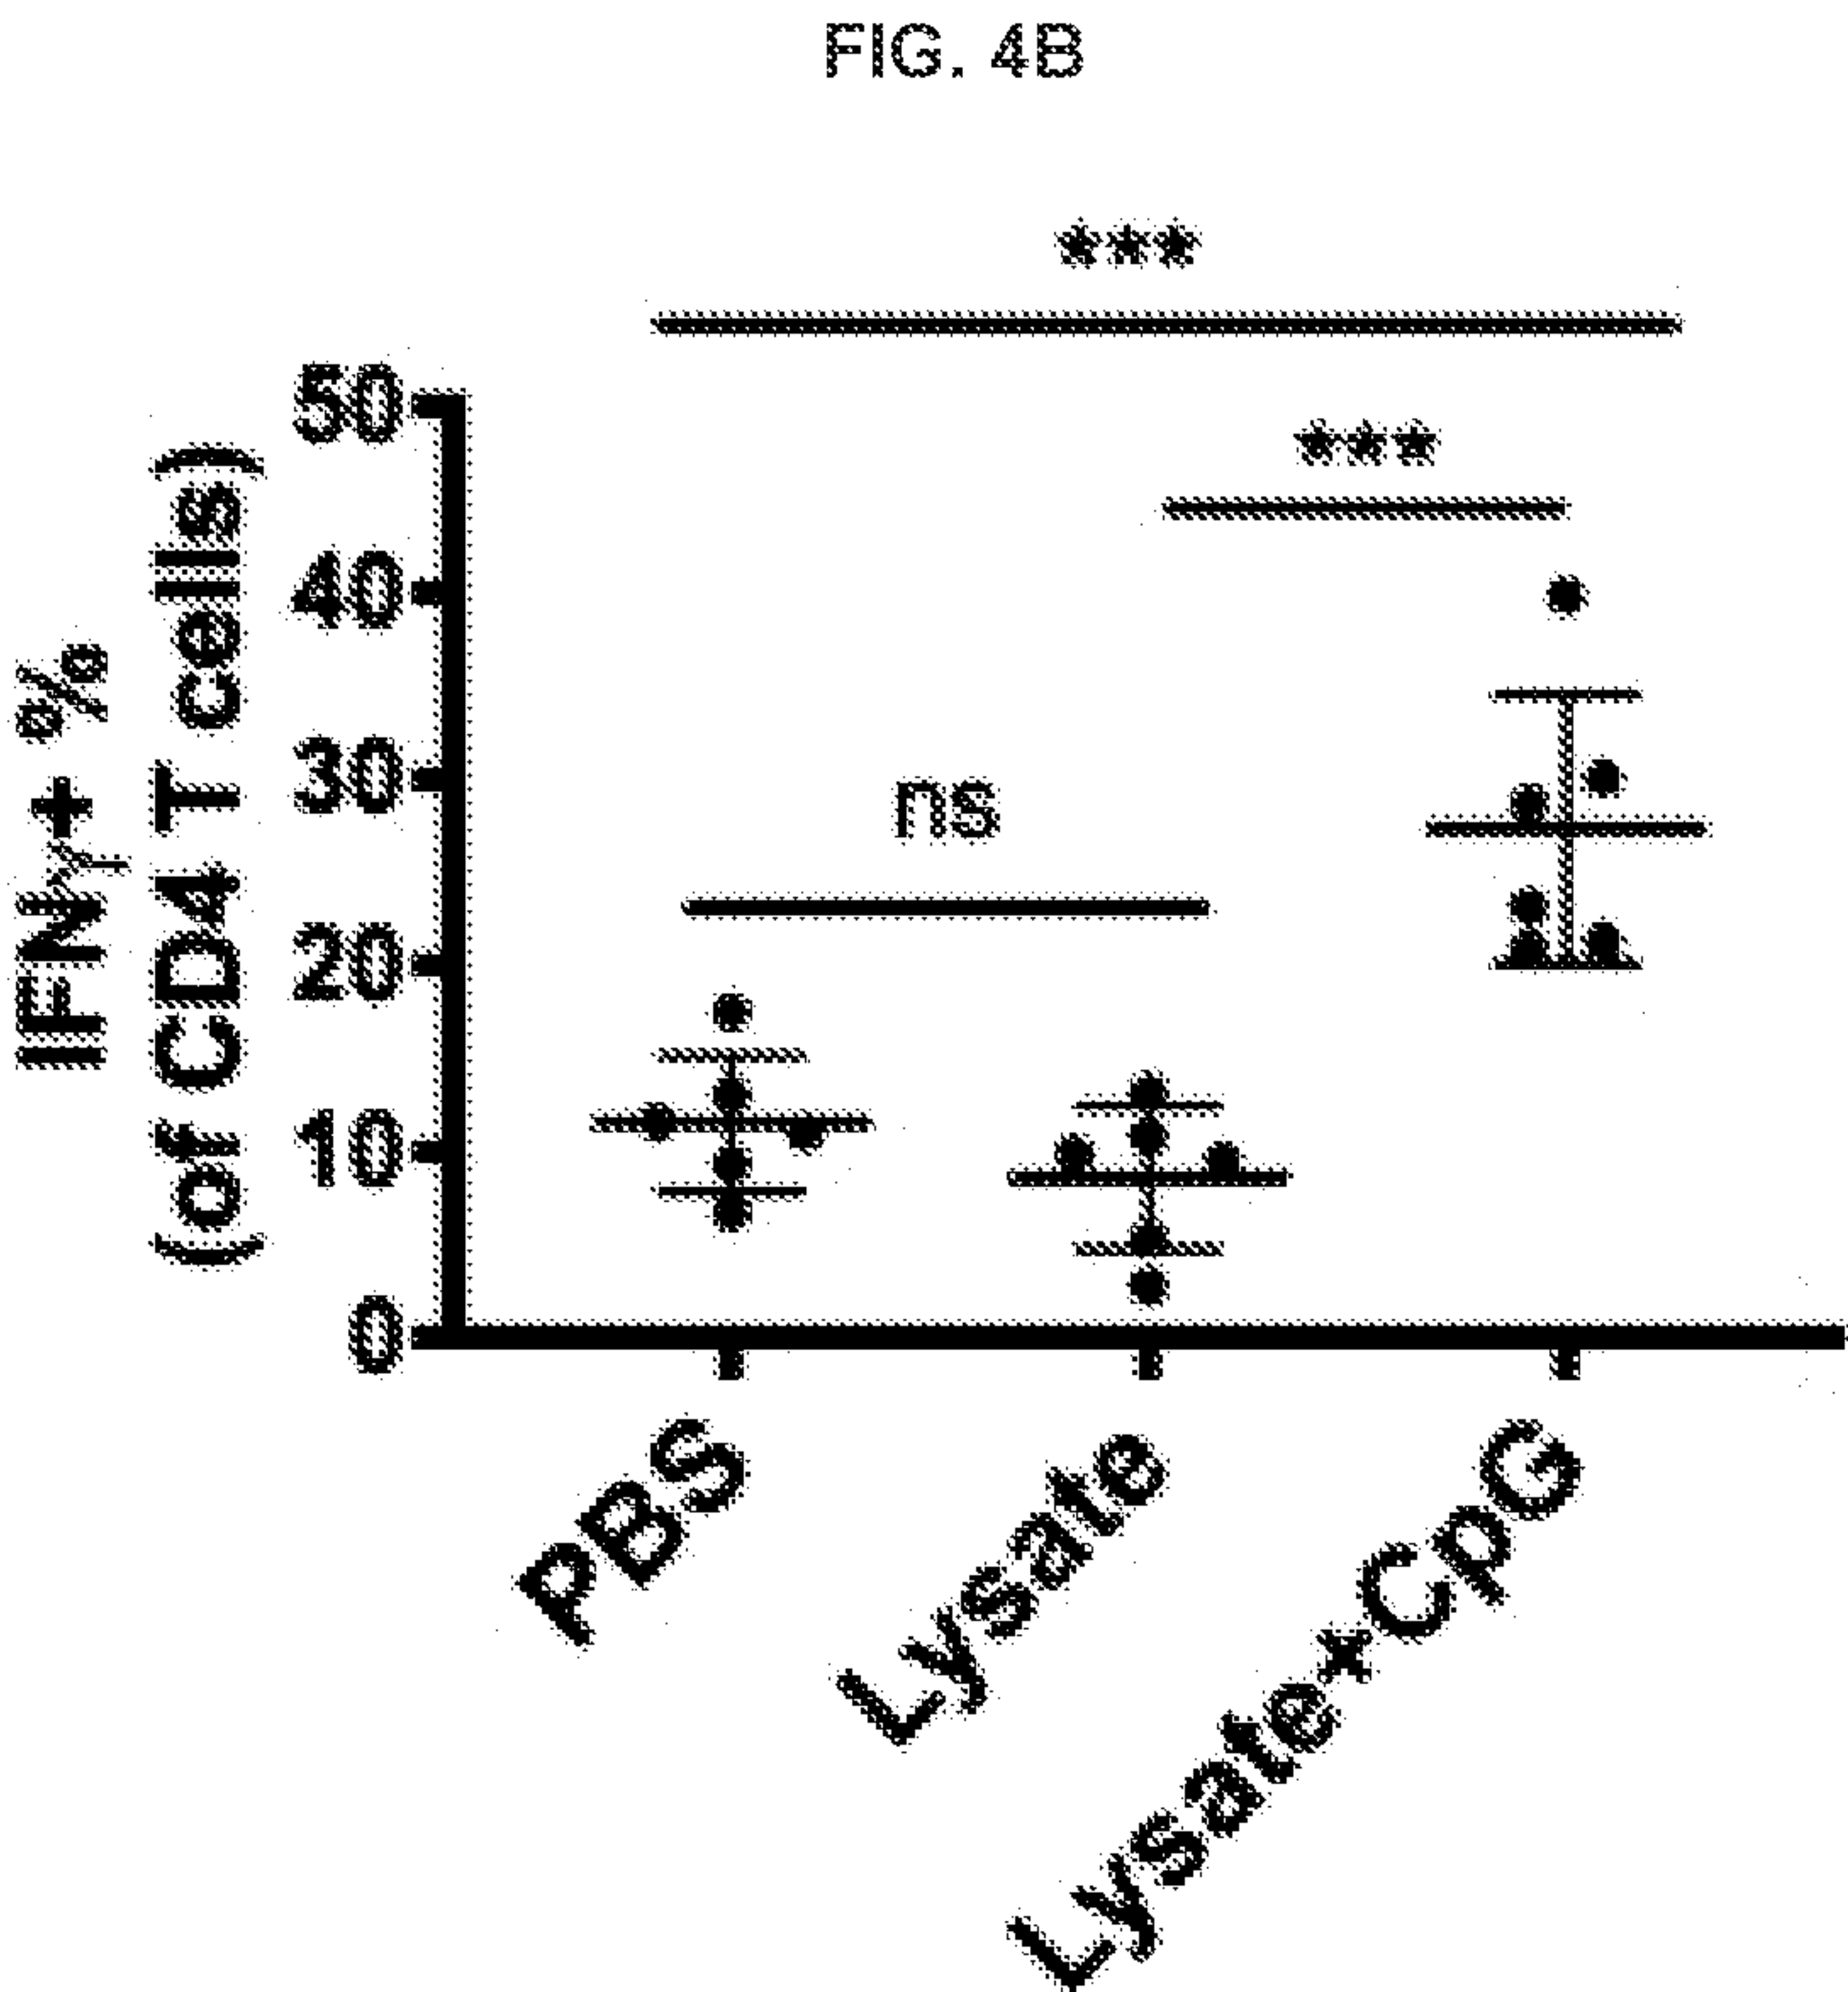 FIG. 4B
***
***
ns
IFNγ+ %
(of CD4 T cells)
50
40
30
20
10
0
PBS
Lysate
Lysate+CpG